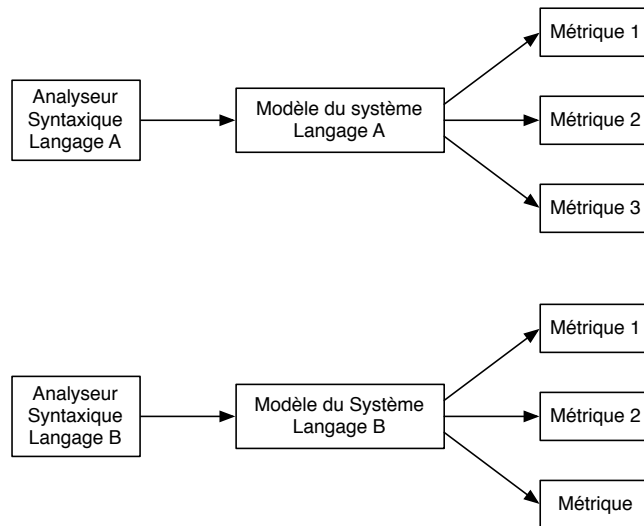 Analyseur
Syntaxique
Langage A
Modèle du système
Langage A
Métrique 1
Métrique 2
Métrique 3
Analyseur
Syntaxique
Langage B
Modèle du Système
Langage B
Métrique 1
Métrique 2
Métrique